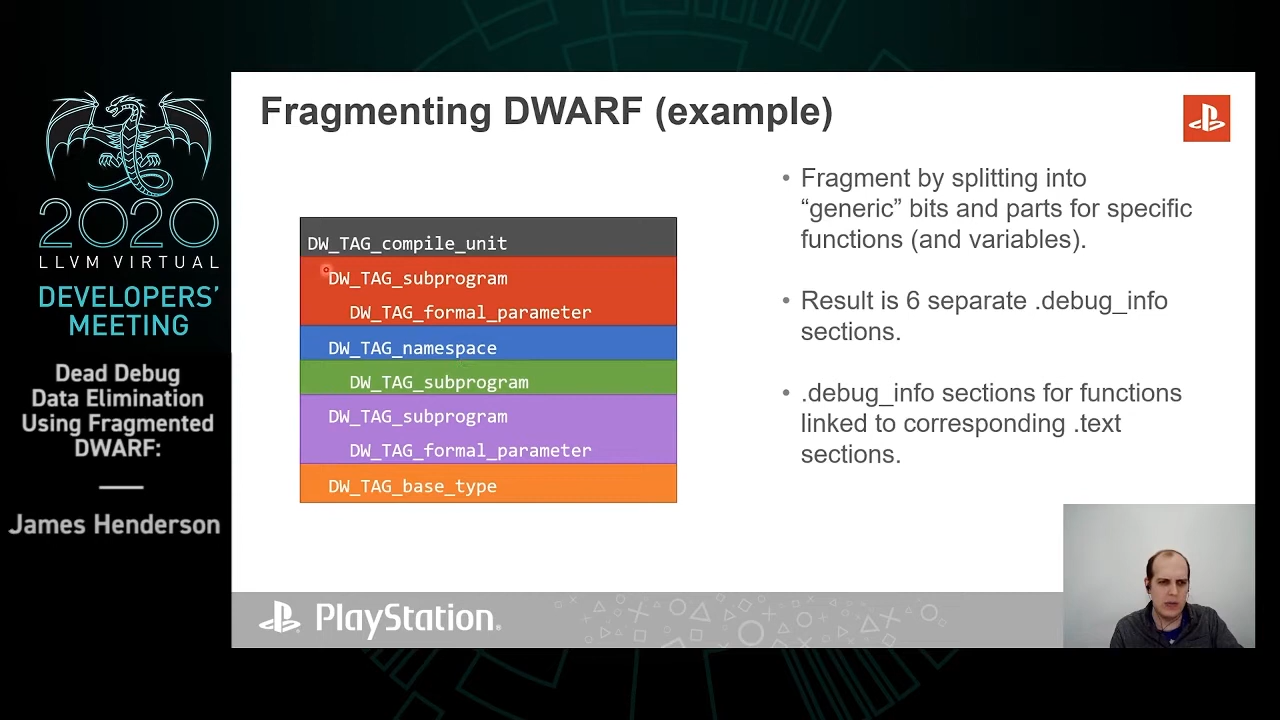 2020
LLVM VIRTUAL
DEVELOPERS'
MEETING
Dead Debug
Data Elimination
Using Fragmented
DWARF:
James Henderson
Fragmenting DWARF (example)
DW_TAG_compile_unit
DW_TAG_subprogram
DW_TAG_formal_parameter
DW_TAG_namespace
DW_TAG_subprogram
DW_TAG_subprogram
DW_TAG_formal_parameter
DW_TAG_base_type
• Fragment by splitting into
“generic” bits and parts for specific
functions (and variables).
• Result is 6 separate .debug_info
sections.
• .debug_info sections for functions
linked to corresponding .text
sections.
PlayStation®